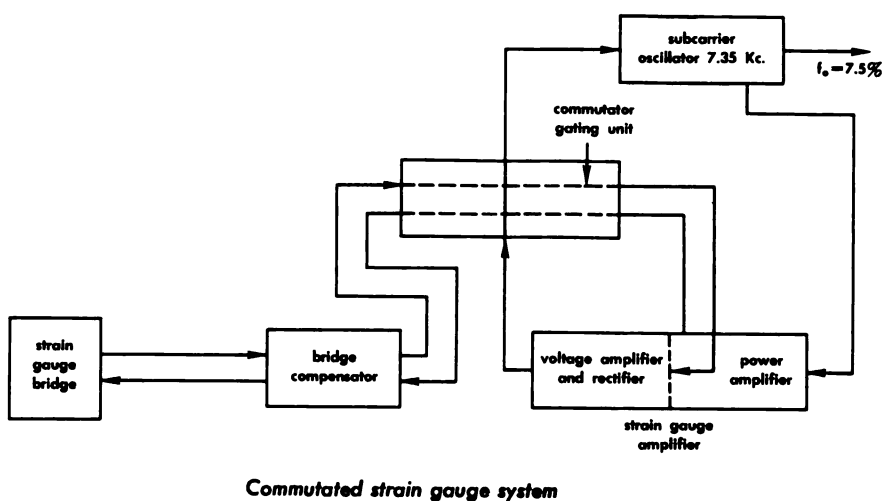 subcarrier
oscillator 7.35 Kc.
fₒ=7.5%
commutator
gating unit
strain
gauge
bridge
bridge
compensator
voltage amplifier
and rectifier
power
amplifier
strain gauge
amplifier
Commutated strain gauge system